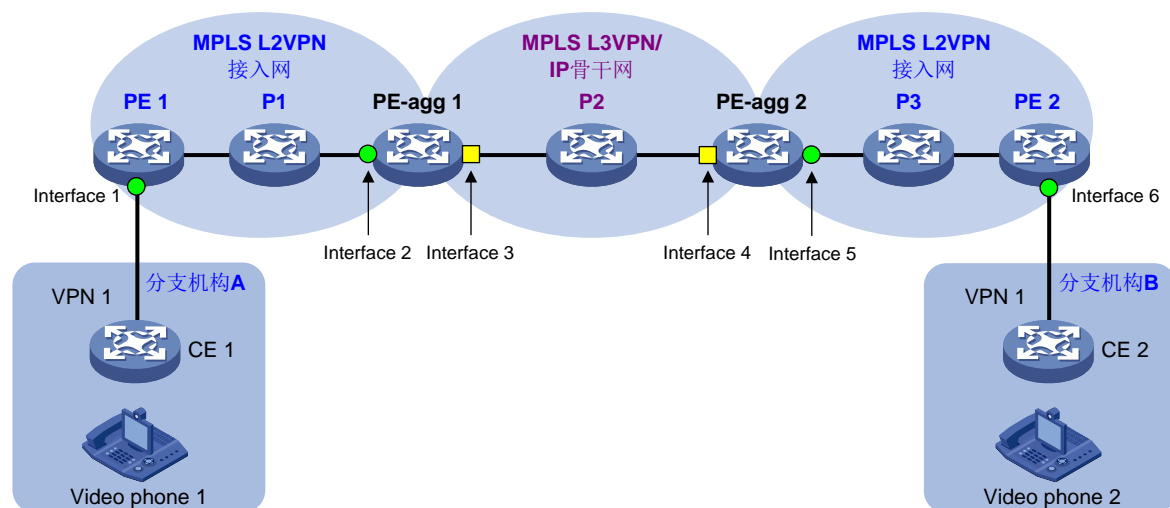 MPLS L2VPN
接入网
MPLS L3VPN/
IP骨干网
MPLS L2VPN
接入网
PE 1
P1
PE-agg 1
P2
PE-agg 2
P3
PE 2
Interface 1
Interface 2
Interface 3
Interface 4
Interface 5
Interface 6
分支机构A
VPN 1
CE 1
Video phone 1
分支机构B
VPN 1
CE 2
Video phone 2